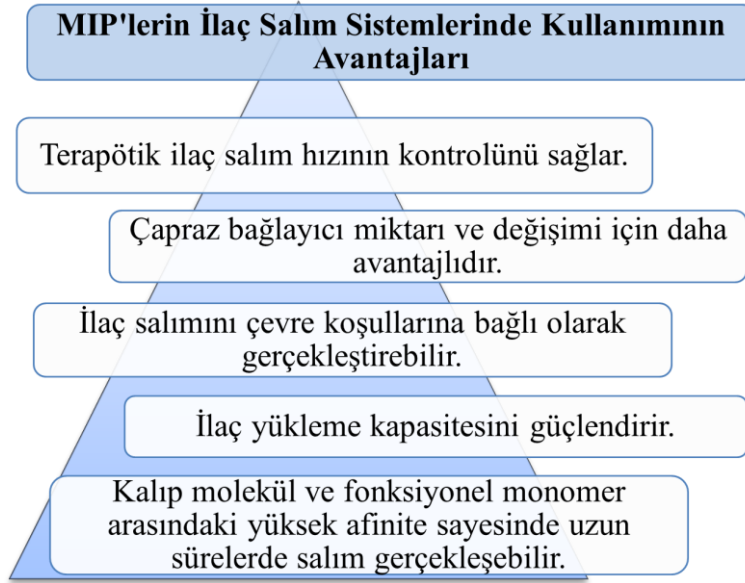 MIP'lerin İlaç Salım Sistemlerinde Kullanımının
Avantajları
Terapötik ilaç salım hızının kontrolünü sağlar.
Çapraz bağlayıcı miktarı ve değişimi için daha
avantajlıdır.
İlaç salımını çevre koşullarına bağlı olarak
gerçekleştirebilir.
İlaç yükleme kapasitesini güçlendirir.
Kalıp molekül ve fonksiyonel monomer
arasındaki yüksek afinite sayesinde uzun
sürelerde salım gerçekleşebilir.